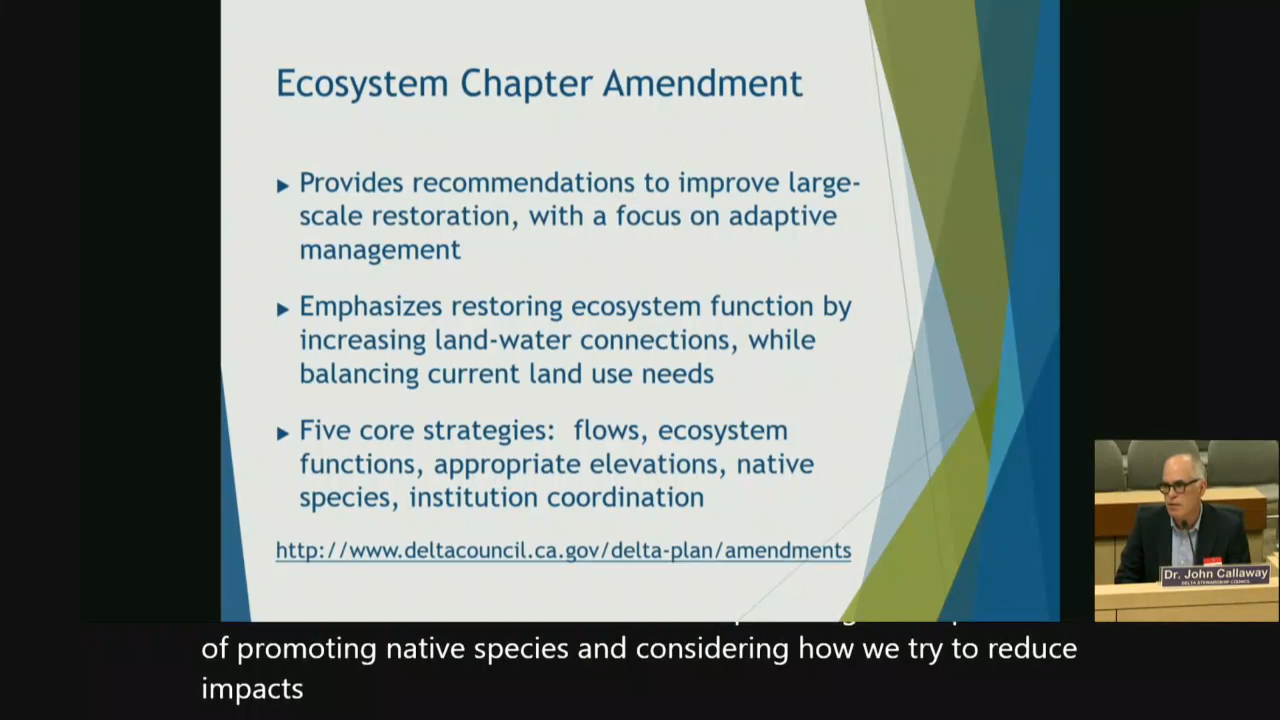 Ecosystem Chapter Amendment
Provides recommendations to improve large-
scale restoration, with a focus on adaptive
management
Emphasizes restoring ecosystem function by
increasing land-water connections, while
balancing current land use needs
Five core strategies: flows, ecosystem
functions, appropriate elevations, native
species, institution coordination
http://www.deltacouncil.ca.gov/delta-plan/amendments
Dr. John Callaway
DELTA STEWARDSHIP COUNCIL
of promoting native species and considering how we try to reduce
impacts